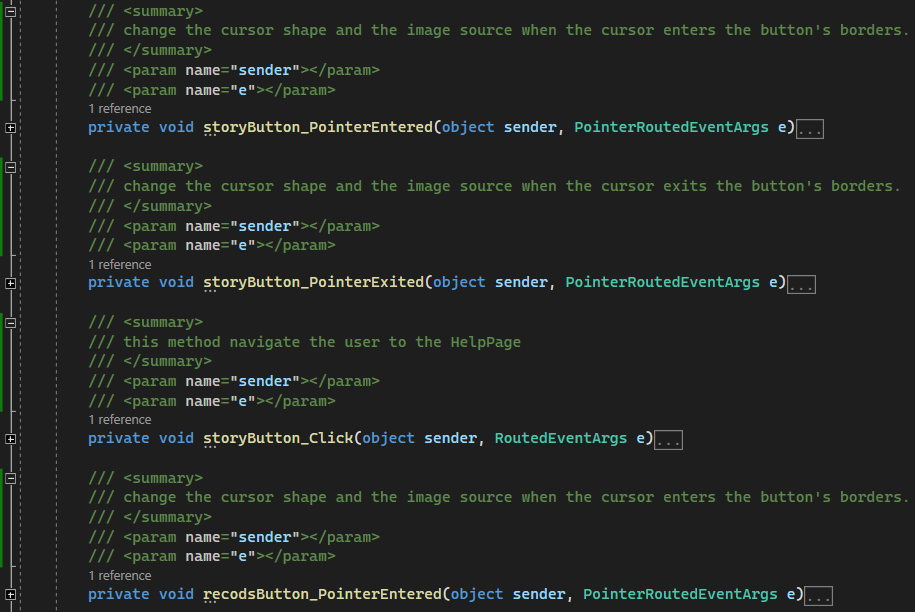 /// <summary>
/// change the cursor shape and the image source when the cursor enters the button's borders.
/// </summary>
/// <param name="sender"></param>
/// <param name="e"></param>
1 reference
private void storyButton_PointerEntered(object sender, PointerRoutedEventArgs e)...
/// <summary>
/// change the cursor shape and the image source when the cursor exits the button's borders.
/// </summary>
/// <param name="sender"></param>
/// <param name="e"></param>
1 reference
private void storyButton_PointerExited(object sender, PointerRoutedEventArgs e)...
/// <summary>
/// this method navigate the user to the HelpPage
/// </summary>
/// <param name="sender"></param>
/// <param name="e"></param>
1 reference
private void storyButton_Click(object sender, RoutedEventArgs e)...
/// <summary>
/// change the cursor shape and the image source when the cursor enters the button's borders.
/// </summary>
/// <param name="sender"></param>
/// <param name="e"></param>
1 reference
private void recodsButton_PointerEntered(object sender, PointerRoutedEventArgs e)...